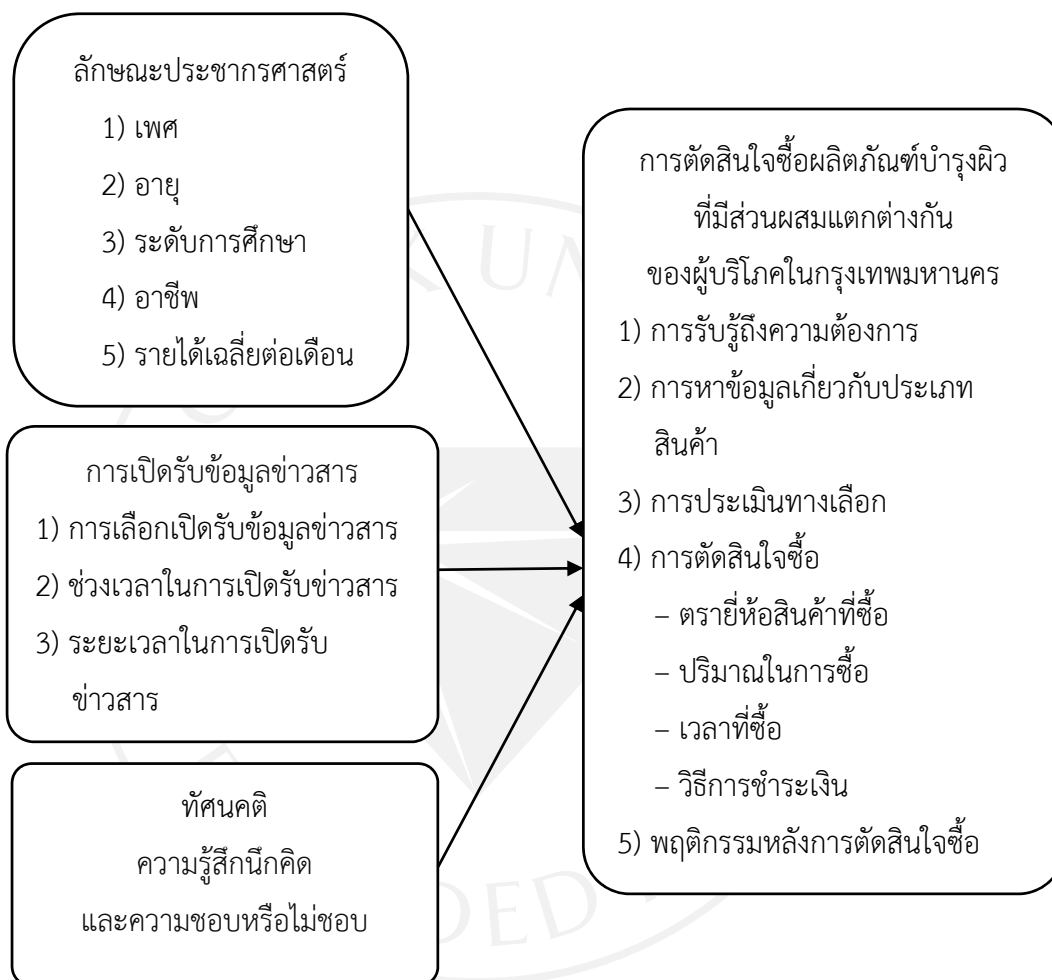 ลักษณะประชากรศาสตร์
1) เพศ
2) อายุ
3) ระดับการศึกษา
4) อาชีพ
5) รายได้เฉลี่ยต่อเดือน
การเปิดรับข้อมูลข่าวสาร
1) การเลือกเปิดรับข้อมูลข่าวสาร
2) ช่วงเวลาในการเปิดรับข่าวสาร
3) ระยะเวลาในการเปิดรับ
ข่าวสาร
ทัศนคติ
ความรู้สึกนึกคิด
และความชอบหรือไม่ชอบ
การตัดสินใจซื้อผลิตภัณฑ์บำรุงผิว
ที่มีส่วนผสมแตกต่างกัน
ของผู้บริโภคในกรุงเทพมหานคร
1) การรับรู้ถึงความต้องการ
2) การหาข้อมูลเกี่ยวกับประเภท
สินค้า
3) การประเมินทางเลือก
4) การตัดสินใจซื้อ
– ตรายี่ห้อสินค้าที่ซื้อ
– ปริมาณในการซื้อ
– เวลาที่ซื้อ
– วิธีการชำระเงิน
5) พฤติกรรมหลังการตัดสินใจซื้อ